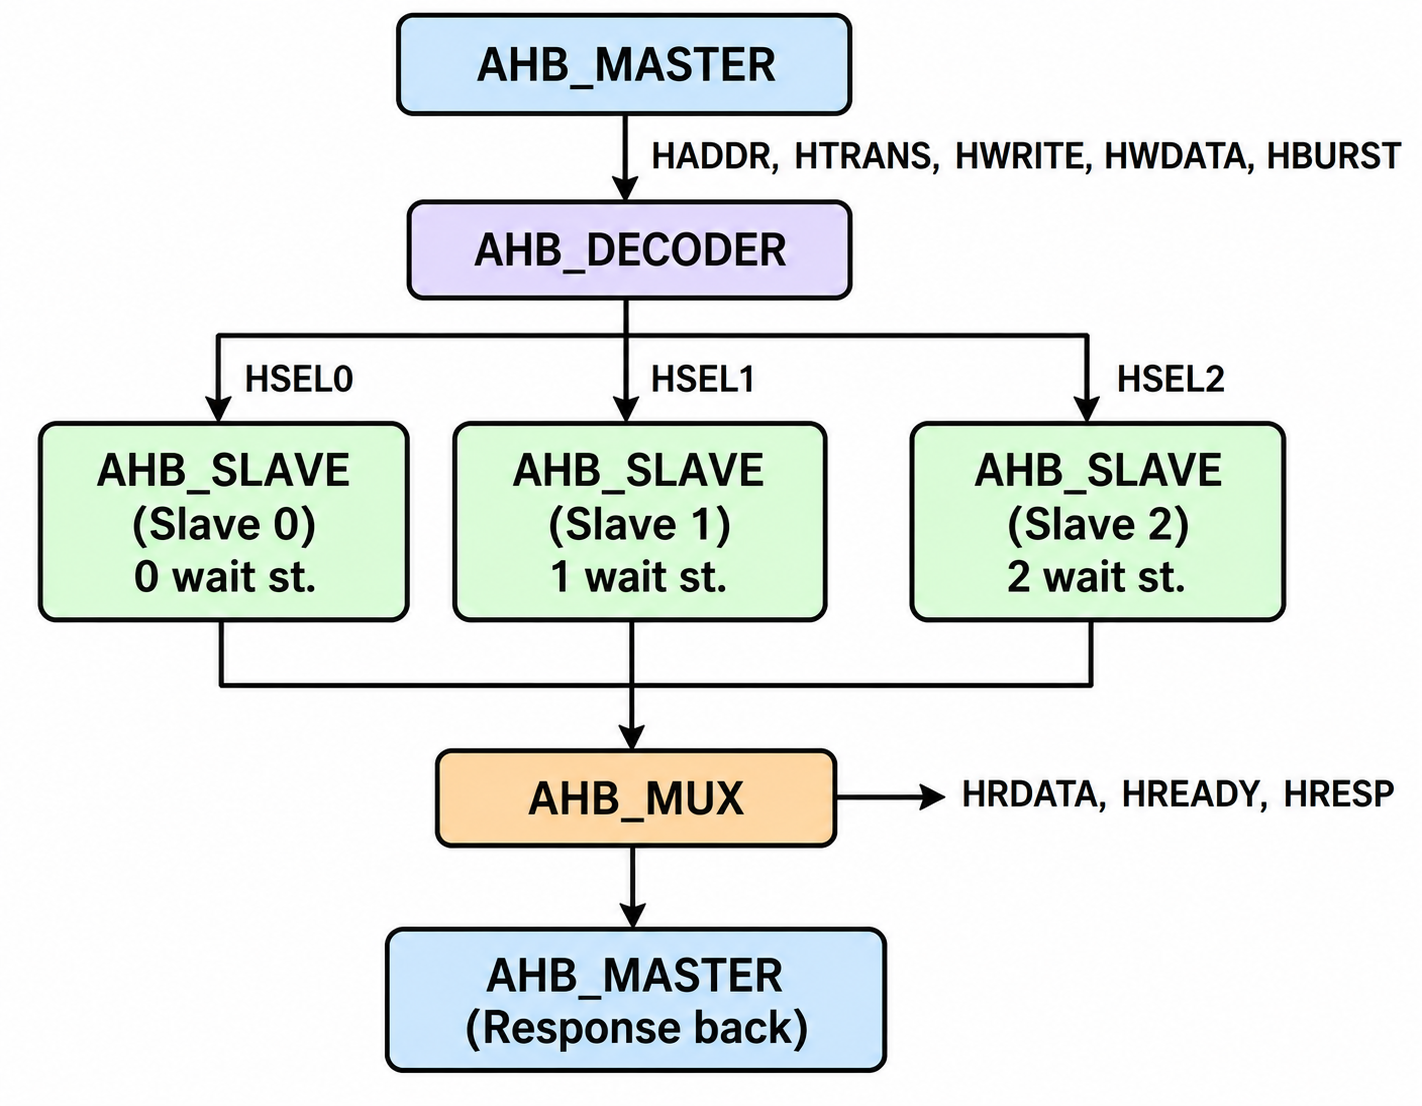 AHB_MASTER
HADDR, HTRANS, HWRITE, HWDATA, HBURST
AHB_DECODER
HSEL0
HSEL1
HSEL2
AHB_SLAVE
(Slave 0)
0 wait st.
AHB_SLAVE
(Slave 1)
1 wait st.
AHB_SLAVE
(Slave 2)
2 wait st.
AHB_MUX
HRDATA, HREADY, HRESP
AHB_MASTER
(Response back)